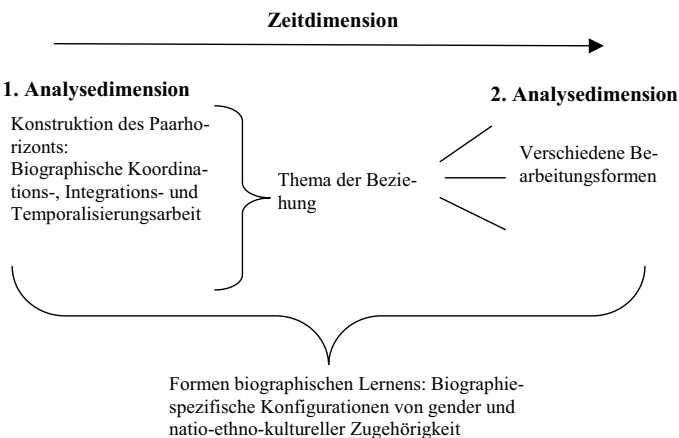 Zeitdimension
1. Analysedimension
Konstruktion des Paarho-
rizonts:
Biographische Koordina-
tions-, Integrations- und
Temporalisierungsarbeit
Thema der Bezie-
hung
2. Analysedimension
Verschiedene Be-
arbeitungsformen
Formen biographischen Lernens: Biographie-
spezifische Konfigurationen von gender und
natio-ethno-kultureller Zugehörigkeit